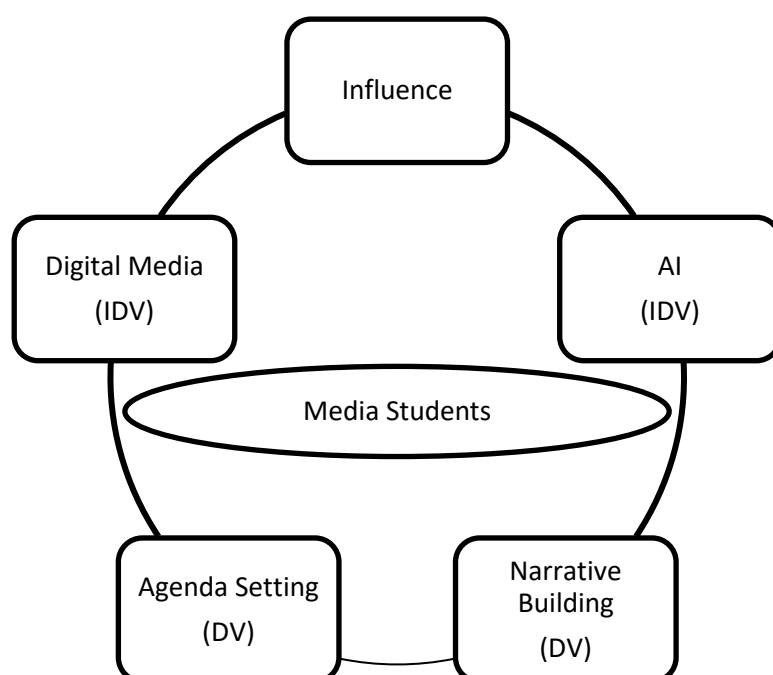 Influence
Digital Media
(IDV)
AI
(IDV)
Media Students
Agenda Setting
(DV)
Narrative
Building
(DV)